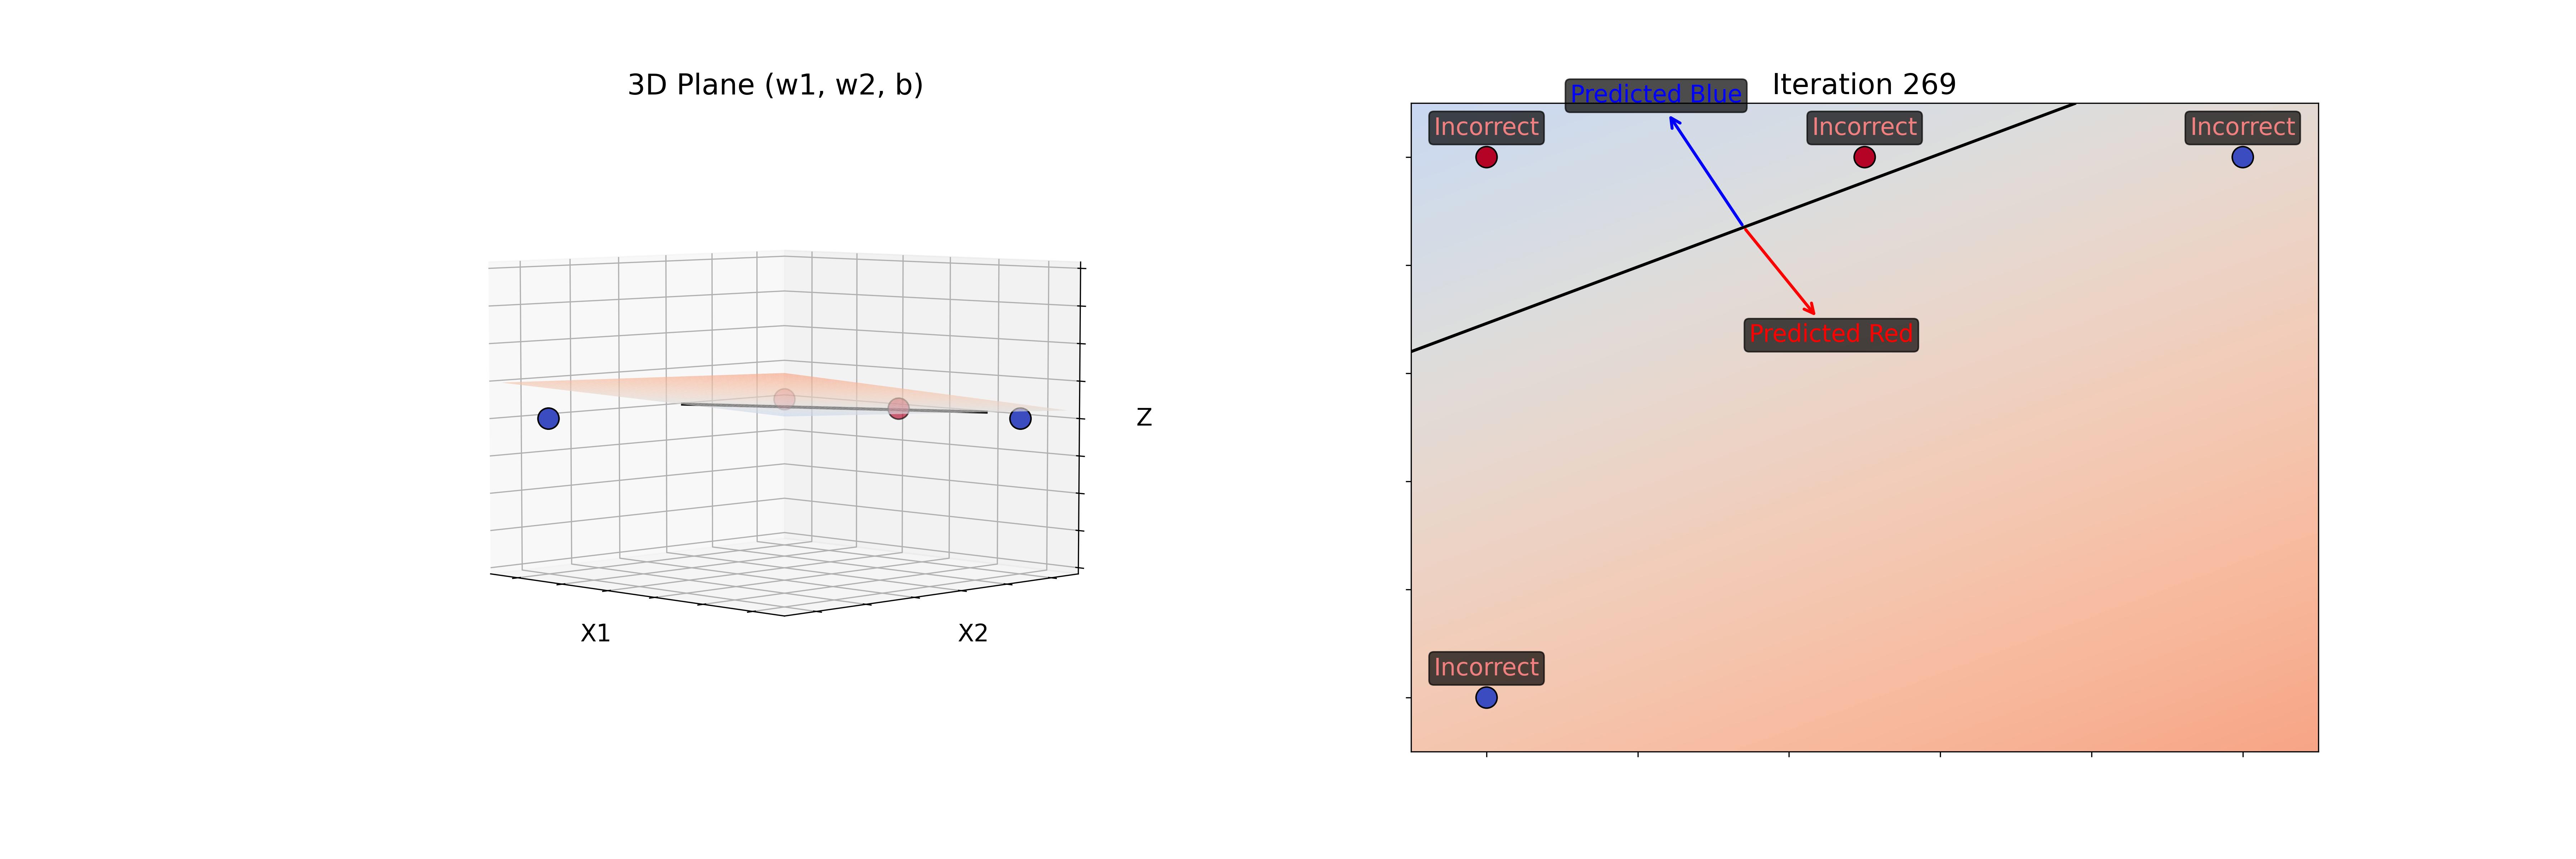 3D Plane (w1, w2, b)
Z
X1
X2
Iteration 269
Predicted Blue
Incorrect
Incorrect
Incorrect
Predicted Red
Incorrect